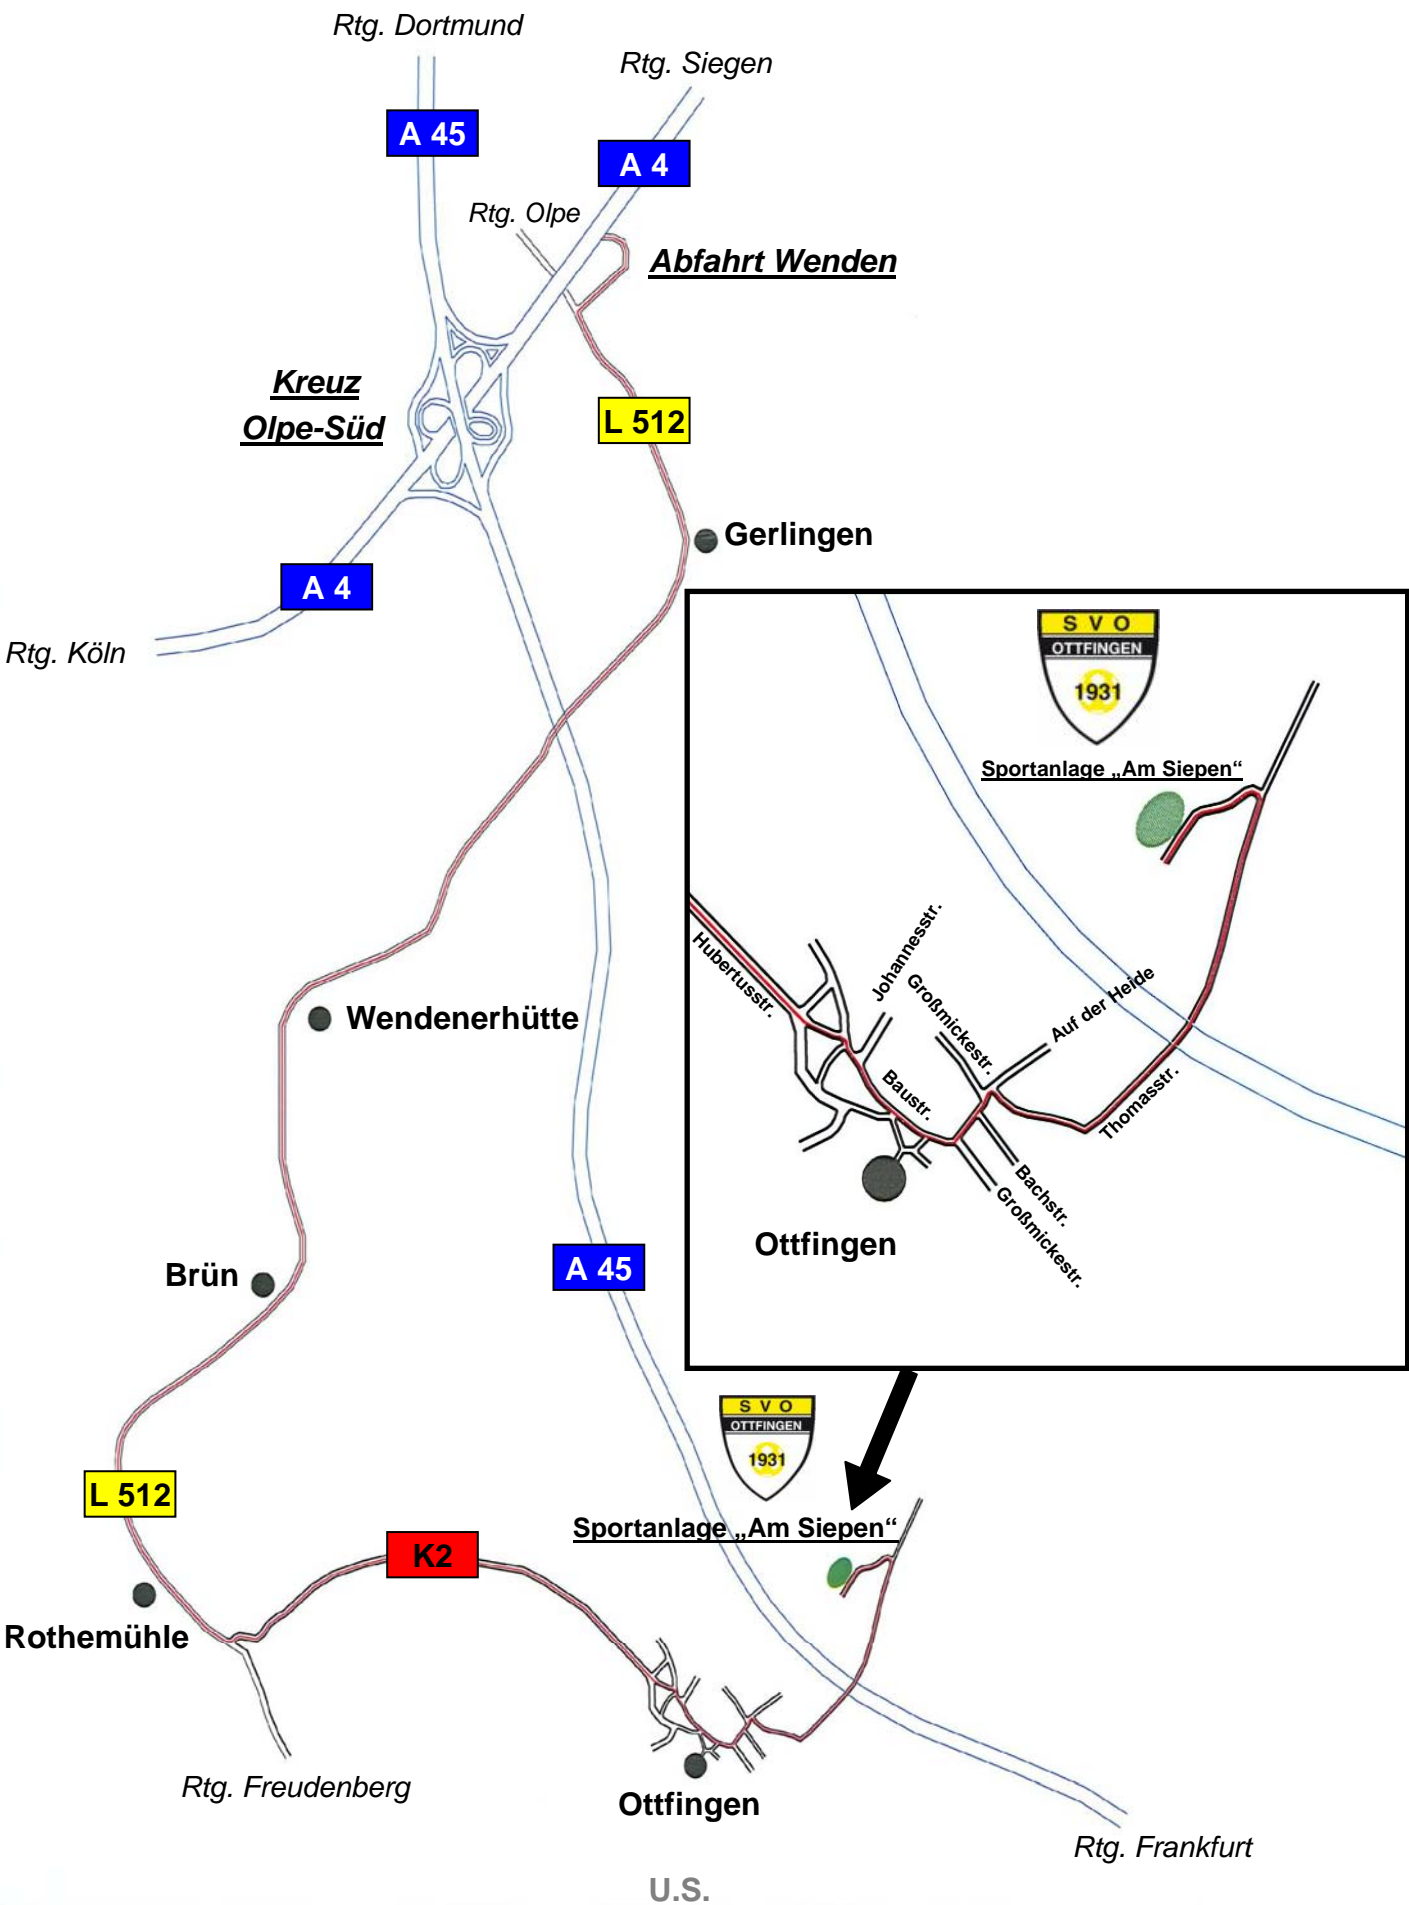 Rtg. Dortmund
Rtg. Siegen
A 45
A 4
Rtg. Olpe
Abfahrt Wenden
Kreuz
Olpe-Süd
L 512
Gerlingen
A 4
Rtg. Köln
S V O
OTTFINGEN
1931
Sportanlage „Am Siepen“
Hubertusstr.
Johannesstr.
Großmickestr.
Auf der Heide
Baustr.
Thomasstr.
Bachstr.
Großmickestr.
Ottfingen
Wendenerhütte
Brün
A 45
S V O
OTTFINGEN
1931
L 512
Sportanlage „Am Siepen“
K2
Rothemühle
Rtg. Freudenberg
Ottfingen
Rtg. Frankfurt
U.S.